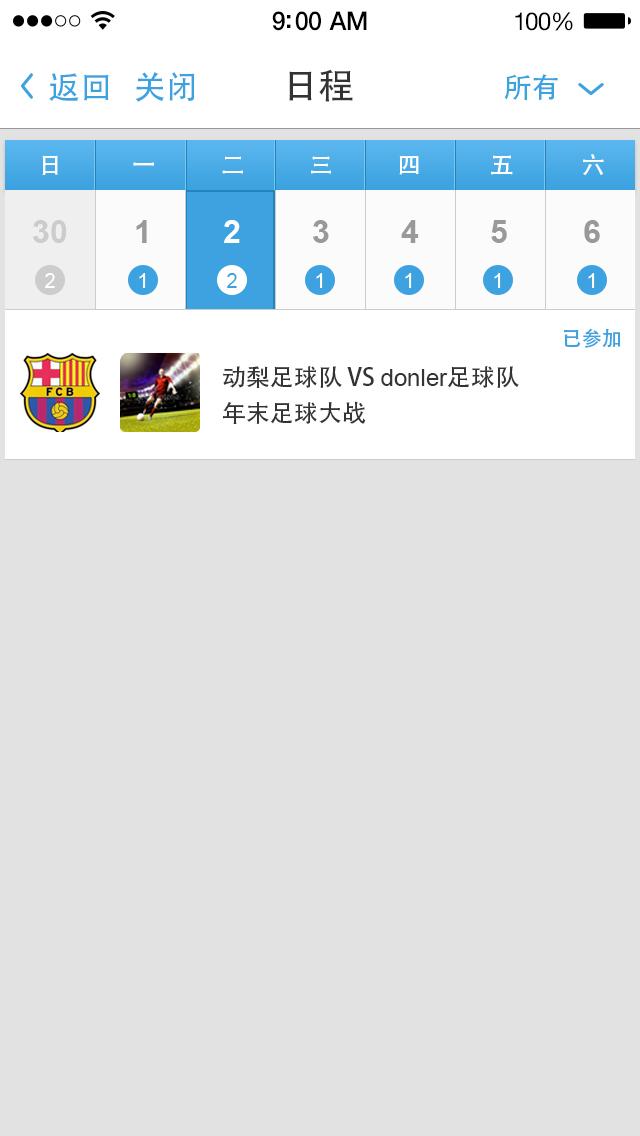 9:00 AM 100%
返回 关闭 日程 所有
日 一 二 三 四 五 六
30 1 2 3 4 5 6
2 1 2 1 1 1 1
已参加
FCB
动梨足球队 VS donler足球队
年末足球大战